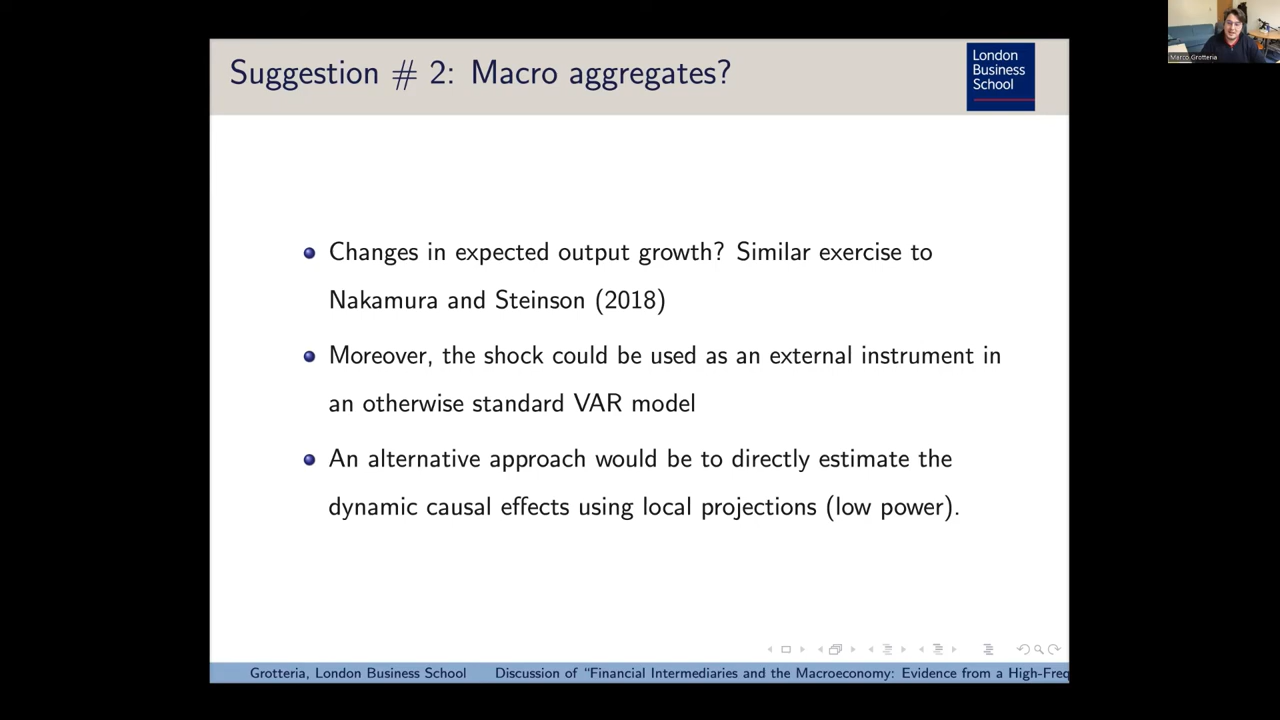 Suggestion # 2: Macro aggregates?
London
Business
School
Marco Grotteria
Changes in expected output growth? Similar exercise to
Nakamura and Steinson (2018)
Moreover, the shock could be used as an external instrument in
an otherwise standard VAR model
An alternative approach would be to directly estimate the
dynamic causal effects using local projections (low power).
Grotteria, London Business School Discussion of “Financial Intermediaries and the Macroeconomy: Evidence from a High-Freq